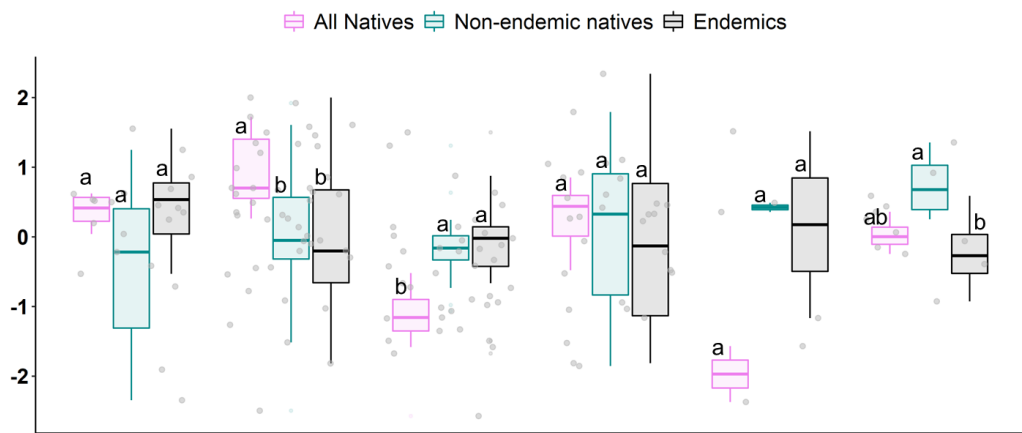 All Natives Non-endemic natives Endemics
2
1
0
-1
-2
a a a
a b b
b a a
a a a
a a a
ab a b